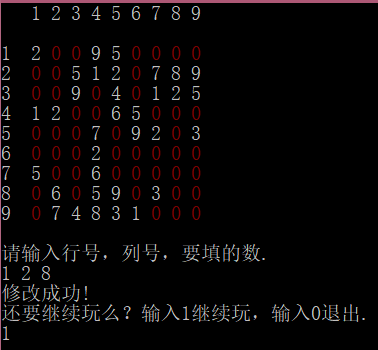 1 2 3 4 5 6 7 8 9
1 2 0 0 9 5 0 0 0 0
2 0 0 5 1 2 0 7 8 9
3 0 0 9 0 4 0 1 2 5
4 1 2 0 0 6 5 0 0 0
5 0 0 0 7 0 9 2 0 3
6 0 0 0 2 0 0 0 0 0
7 5 0 0 6 0 0 0 0 0
8 0 6 0 5 9 0 3 0 0
9 0 7 4 8 3 1 0 0 0
请输入行号，列号，要填的数.
1 2 8
修改成功!
还要继续玩么? 输入1继续玩，输入0退出.
1